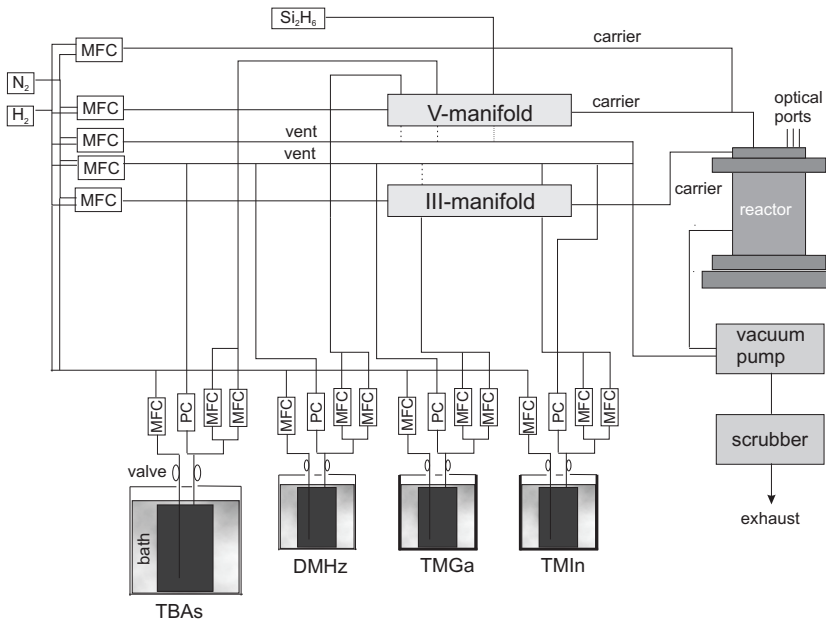 Si₂H₆
MFC
carrier
N₂
H₂
MFC
V-manifold
carrier
optical
ports
MFC
vent
vent
MFC
MFC
III-manifold
carrier
reactor
vacuum
pump
MFC
PC
MFC
MFC
MFC
PC
MFC
MFC
MFC
PC
MFC
MFC
MFC
PC
MFC
MFC
scrubber
valve
bath
exhaust
DMHz
TMGa
TMIn
TBAs